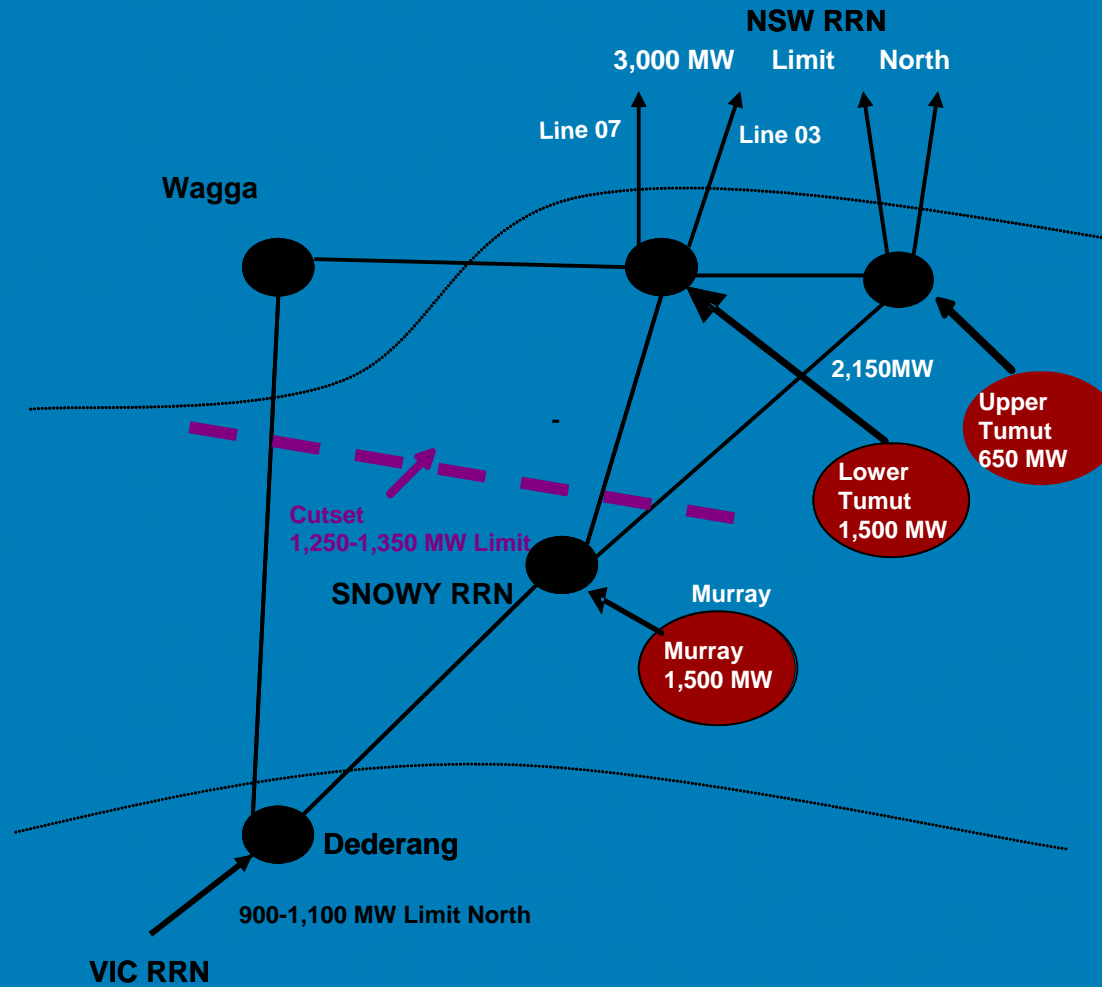 NSW RRN
3,000 MW Limit North
Line 07
Line 03
Wagga
2,150MW
Upper
Tumut
650 MW
Lower
Tumut
1,500 MW
-
Cutset
1,250-1,350 MW Limit
SNOWY RRN
Murray
Murray
1,500 MW
Dederang
900-1,100 MW Limit North
VIC RRN